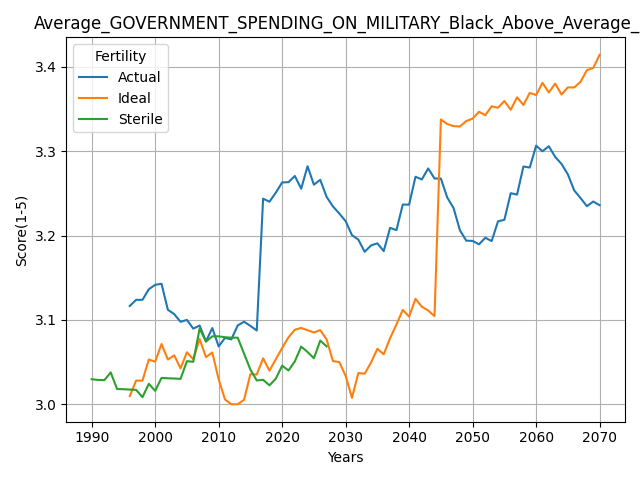 Average_GOVERNMENT_SPENDING_ON_MILITARY_Black_Above_Average_
Fertility
Actual
Ideal
Sterile
Score(1-5)
3.4
3.3
3.2
3.1
3.0
1990 2000 2010 2020 2030 2040 2050 2060 2070
Years